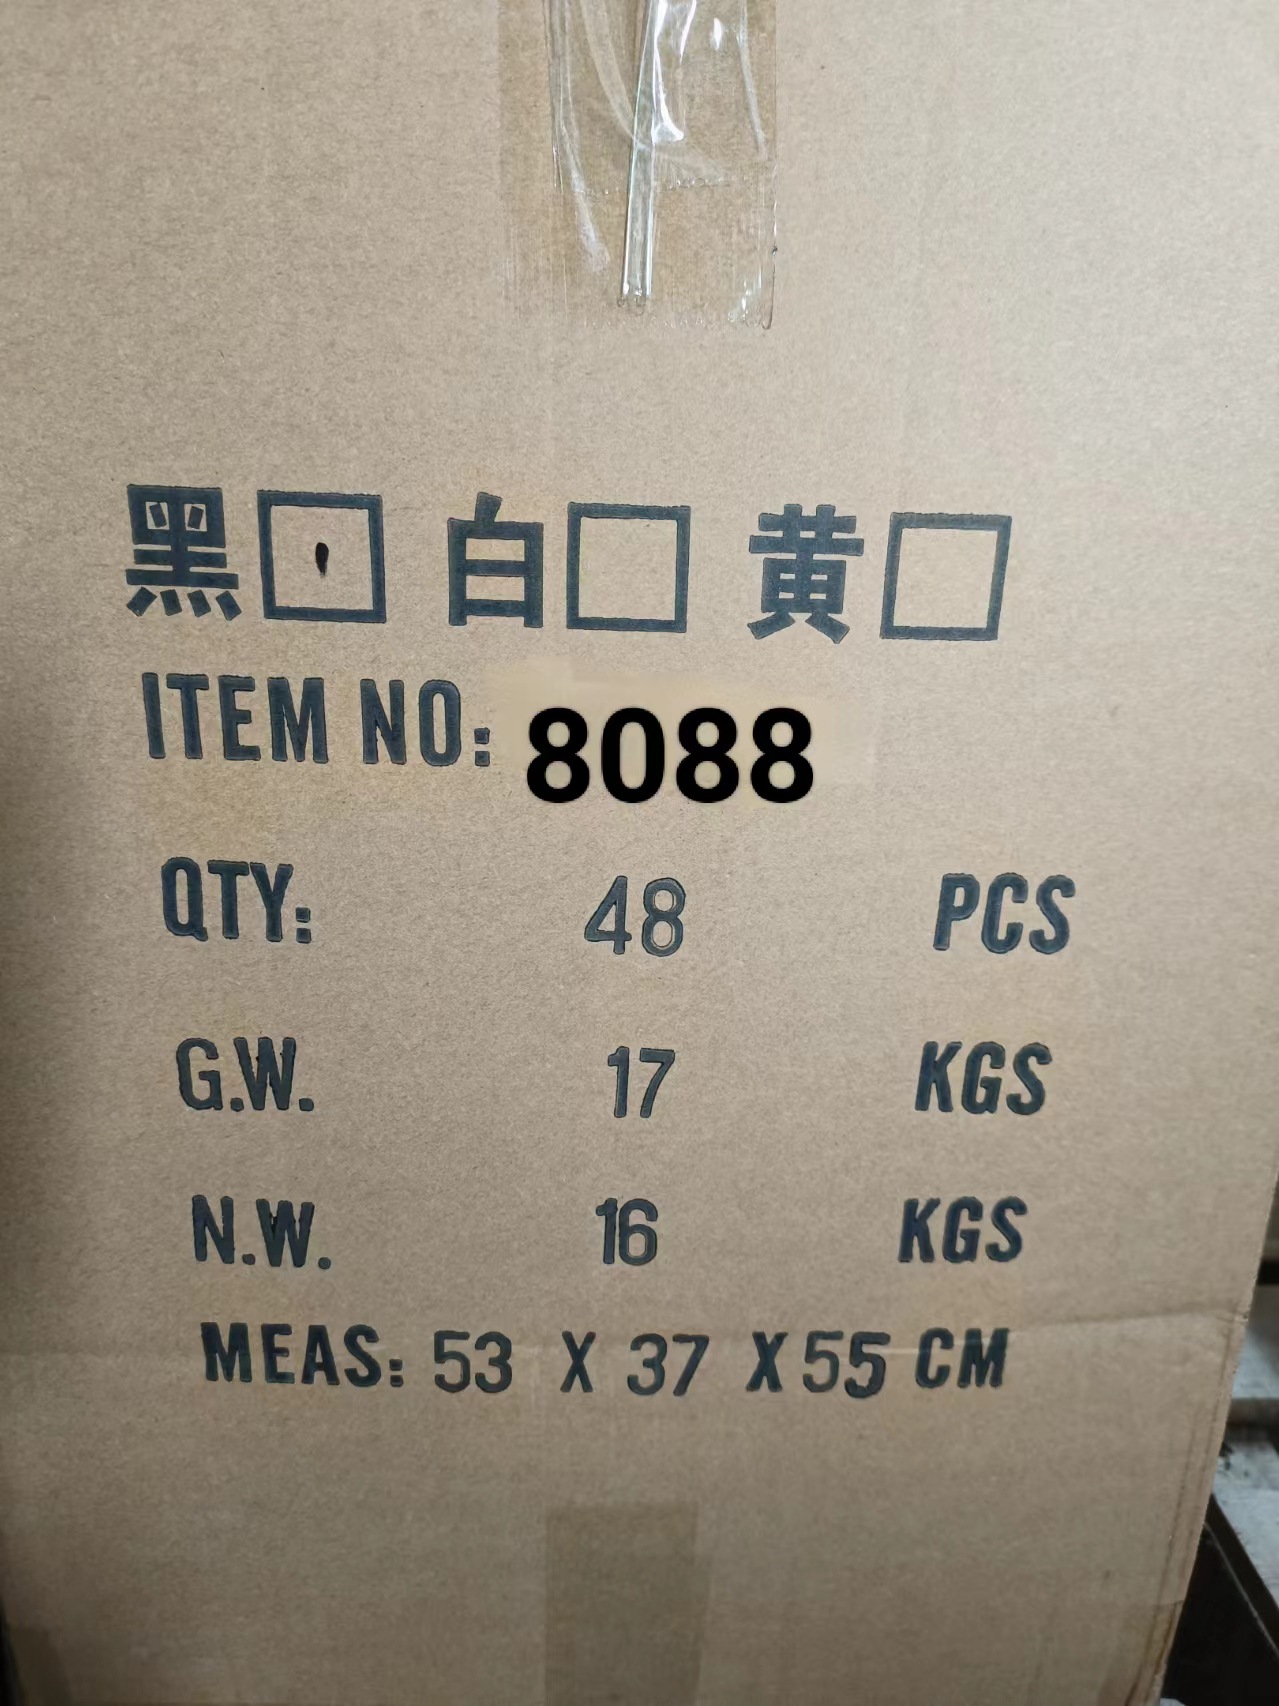 黑 □ 白 □ 黄 □
ITEM NO: 8088
QTY: 48 PCS
G.W. 17 KGS
N.W. 16 KGS
MEAS: 53 X 37 X 55 CM